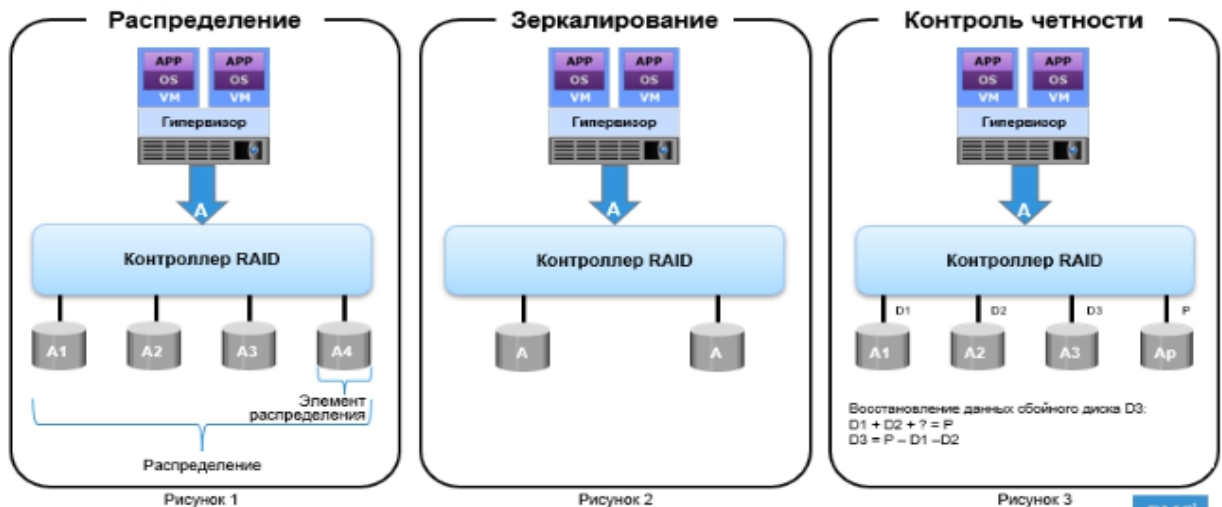 Распределение
APP APP
OS OS
VM VM
Гипервизор
A
Контроллер RAID
A1 A2 A3 A4
Элемент
распределения
Распределение
Рисунок 1
Зеркалирование
APP APP
OS OS
VM VM
Гипервизор
A
Контроллер RAID
A A
Рисунок 2
Контроль четности
APP APP
OS OS
VM VM
Гипервизор
A
Контроллер RAID
D1 D2 D3 P
A1 A2 A3 Ap
Восстановление данных сбойного диска D3:
D1 + D2 + ? = P
D3 = P – D1 –D2
Рисунок 3